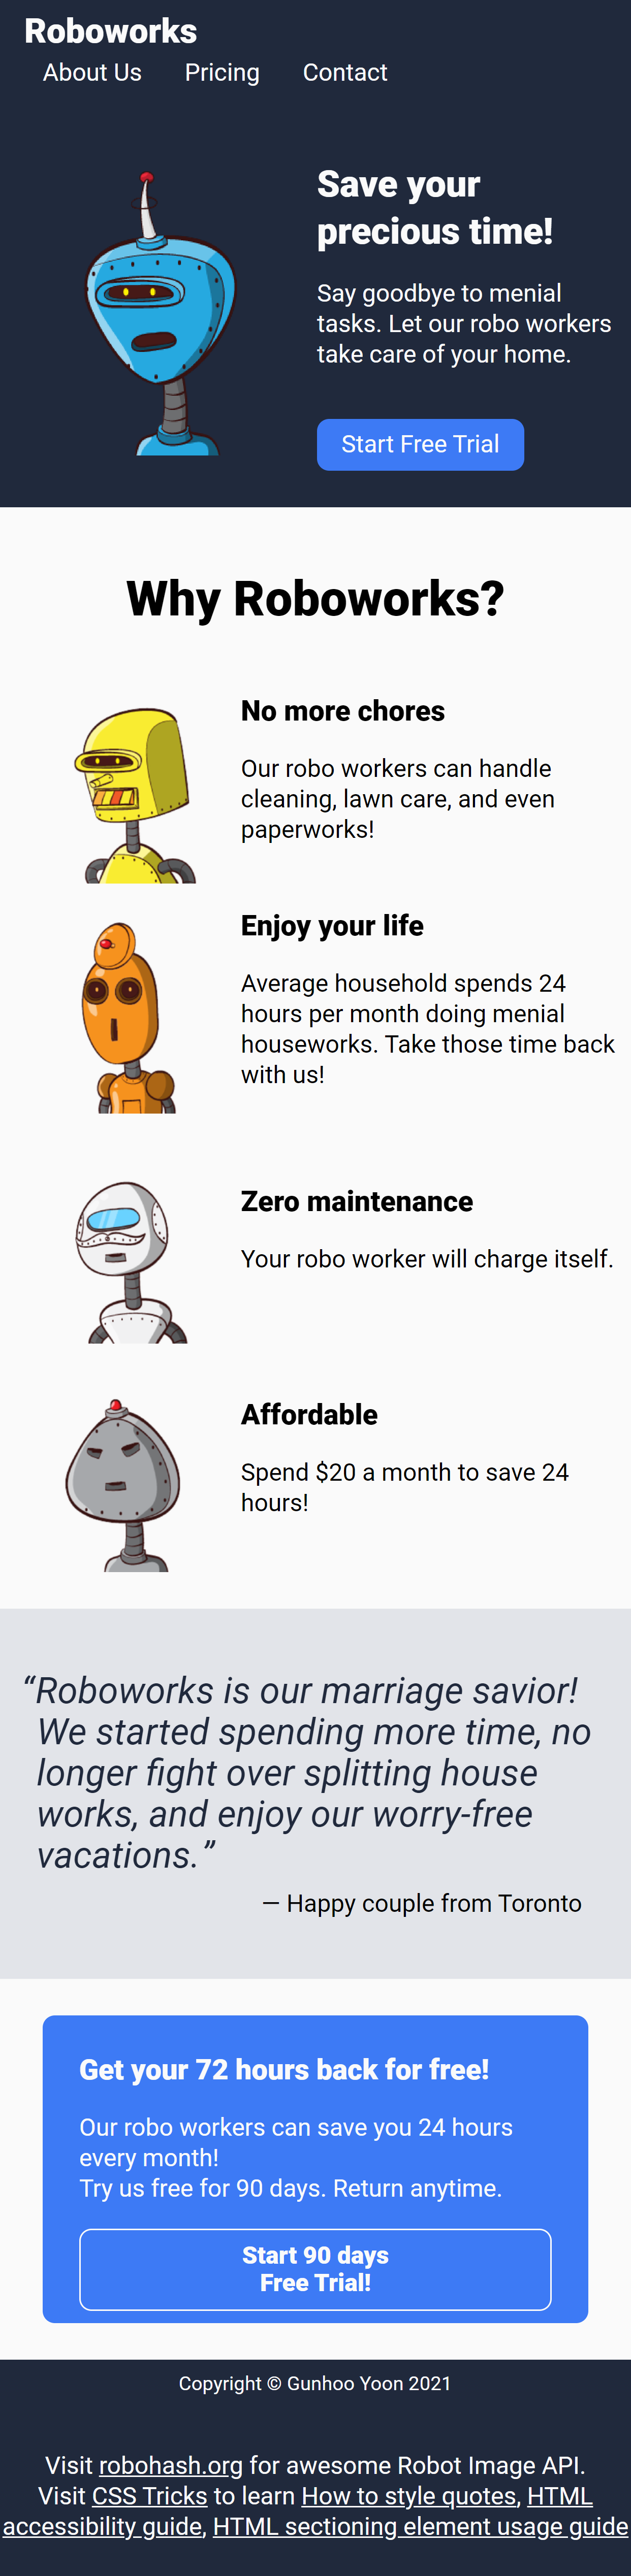 Roboworks
About Us Pricing Contact
Save your
precious time!
Say goodbye to menial
tasks. Let our robo workers
take care of your home.
Start Free Trial
Why Roboworks?
No more chores
Our robo workers can handle
cleaning, lawn care, and even
paperworks!
Enjoy your life
Average household spends 24
hours per month doing menial
houseworks. Take those time back
with us!
Zero maintenance
Your robo worker will charge itself.
Affordable
Spend $20 a month to save 24
hours!
“Roboworks is our marriage savior!
We started spending more time, no
longer fight over splitting house
works, and enjoy our worry-free
vacations.”
— Happy couple from Toronto
Get your 72 hours back for free!
Our robo workers can save you 24 hours
every month!
Try us free for 90 days. Return anytime.
Start 90 days
Free Trial!
Copyright © Gunhoo Yoon 2021
Visit robohash.org for awesome Robot Image API.
Visit CSS Tricks to learn How to style quotes, HTML
accessibility guide, HTML sectioning element usage guide